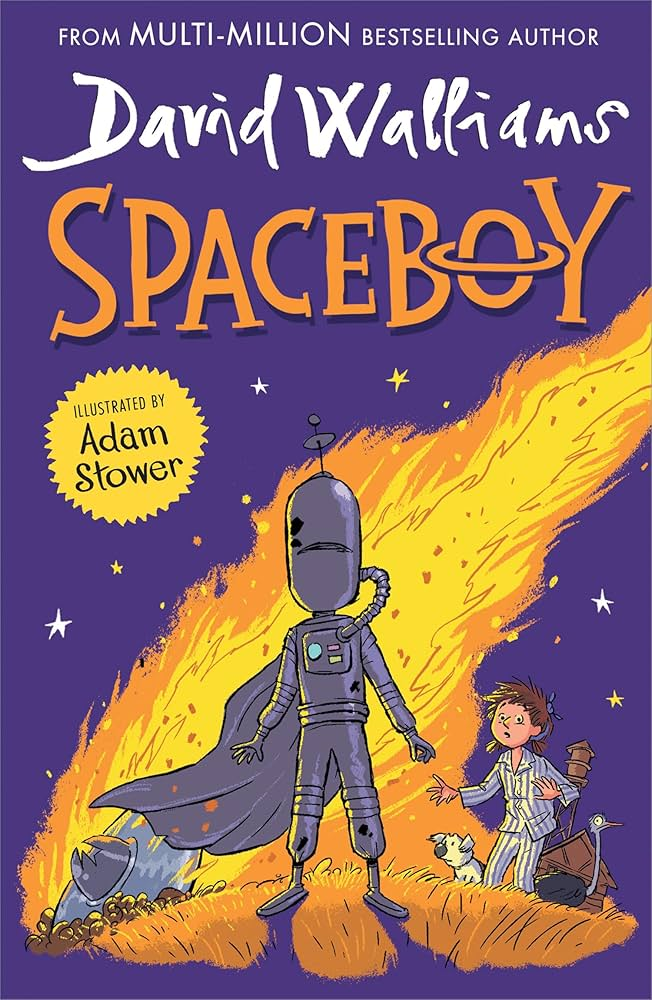 FROM MULTI-MILLION BESTSELLING AUTHOR
David Walliams
SPACEBOY
ILLUSTRATED BY
Adam
Stower